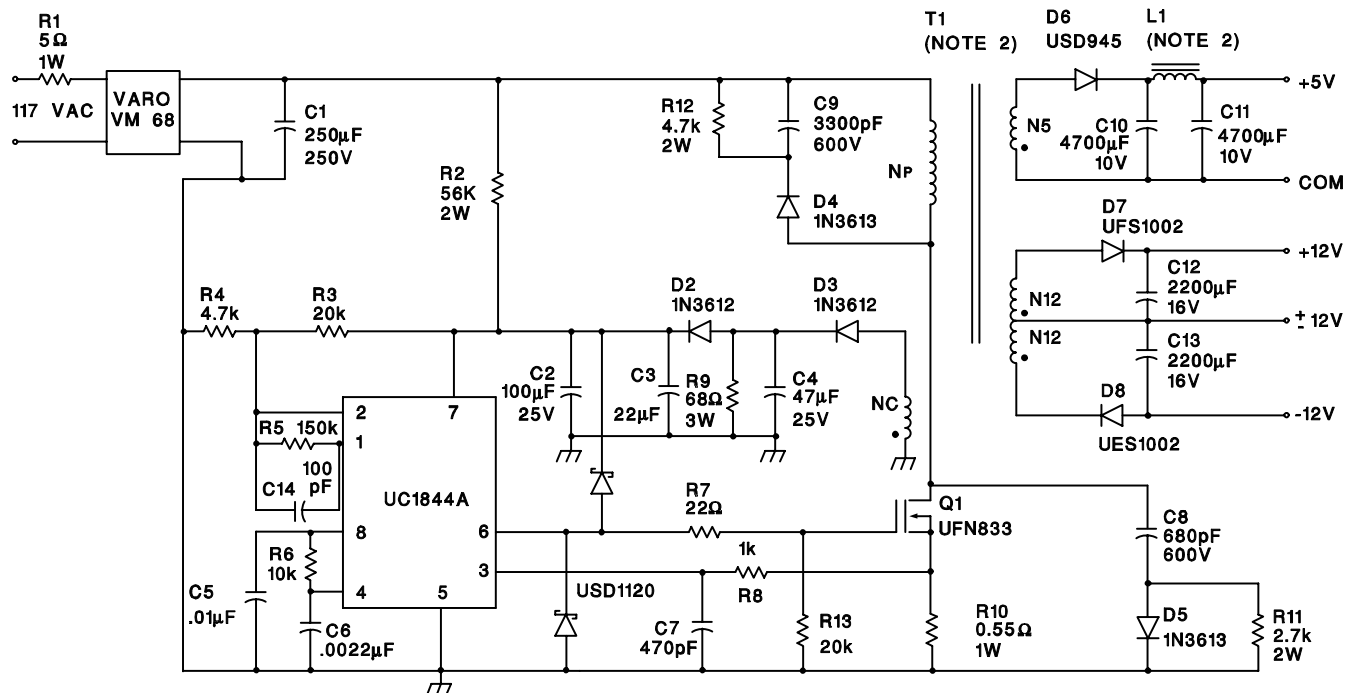 R1
5Ω
1W
117 VAC
VARO
VM 68
C1
250µF
250V
R2
56K
2W
R12
4.7k
2W
C9
3300pF
600V
D4
1N3613
NP
T1
(NOTE 2)
D6
USD945
L1
(NOTE 2)
+5V
N5
C10
4700µF
10V
C11
4700µF
10V
COM
D7
UFS1002
+12V
N12
N12
C12
2200µF
16V
± 12V
C13
2200µF
16V
D8
UES1002
-12V
R4
4.7k
R3
20k
D2
1N3612
D3
1N3612
C2
100µF
25V
C3
22µF
R9
68Ω
3W
C4
47µF
25V
NC
2
7
R5 150k
1
100
pF
C14
UC1844A
8
6
R6
10k
3
4
5
C5
.01µF
C6
.0022µF
R7
22Ω
Q1
UFN833
1k
R8
USD1120
C7
470pF
R13
20k
R10
0.55Ω
1W
C8
680pF
600V
D5
1N3613
R11
2.7k
2W